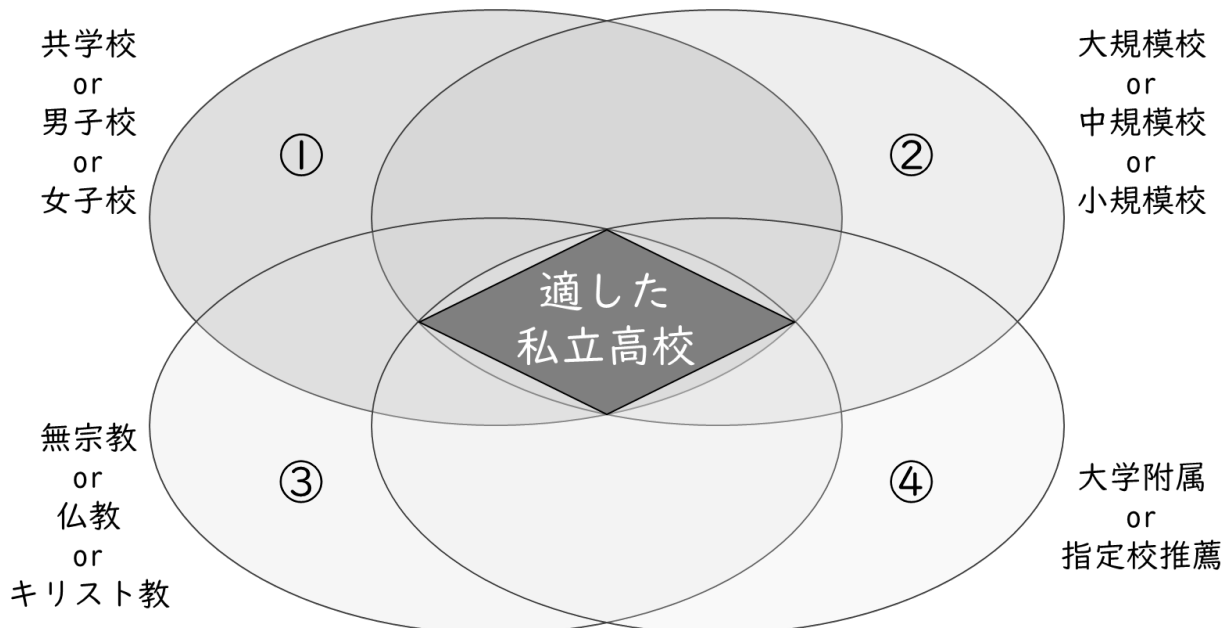 共学校
or
男子校
or
女子校
①
大規模校
or
中規模校
or
小規模校
②
適した
私立高校
無宗教
or
仏教
or
キリスト教
③
大学附属
or
指定校推薦
④